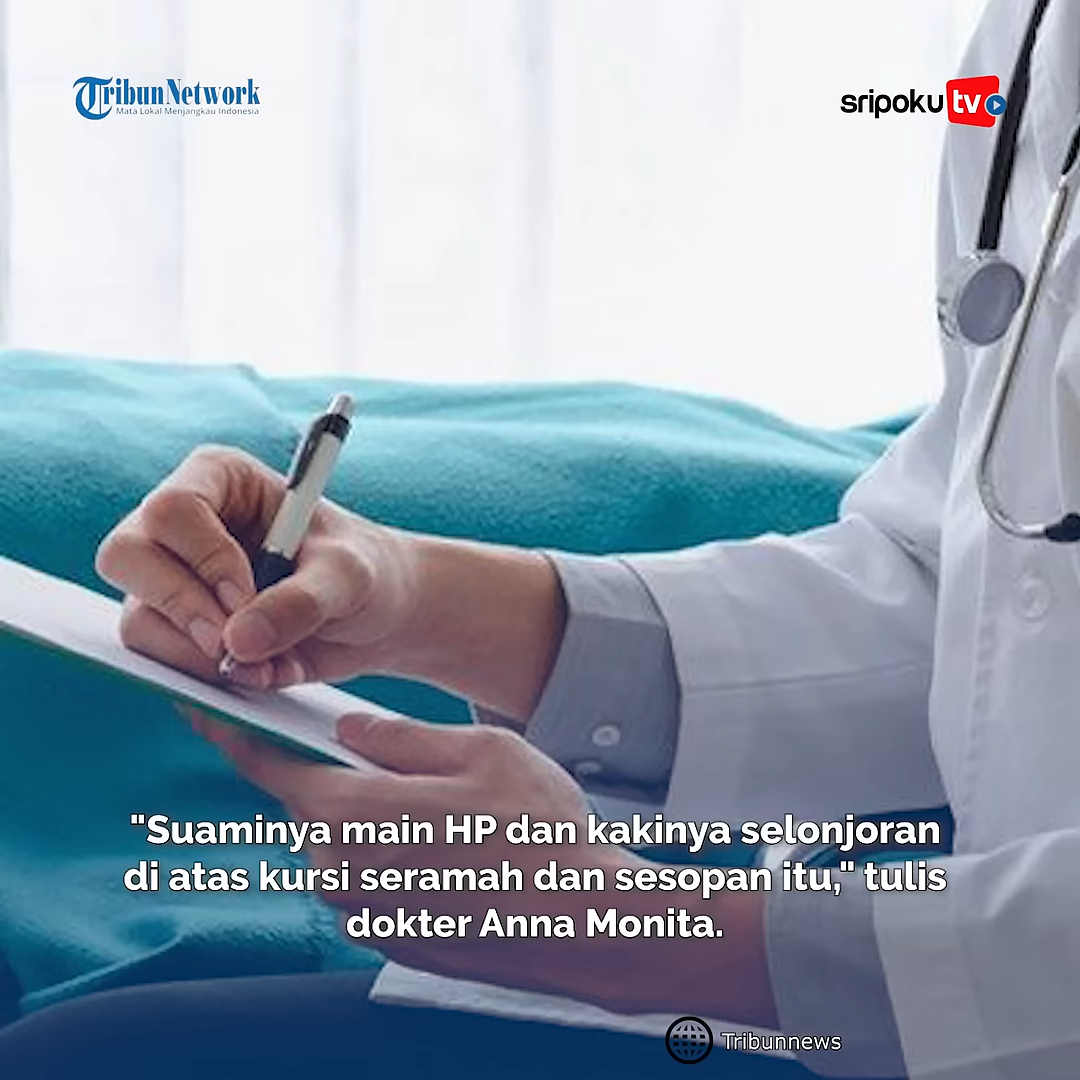 TribunNetwork
Mata Lokal Menjangkau Indonesia
sripoku tv
"Suaminya main HP dan kakinya selonjoran
di atas kursi seramah dan sesopan itu," tulis
dokter Anna Monita.
Tribunnews